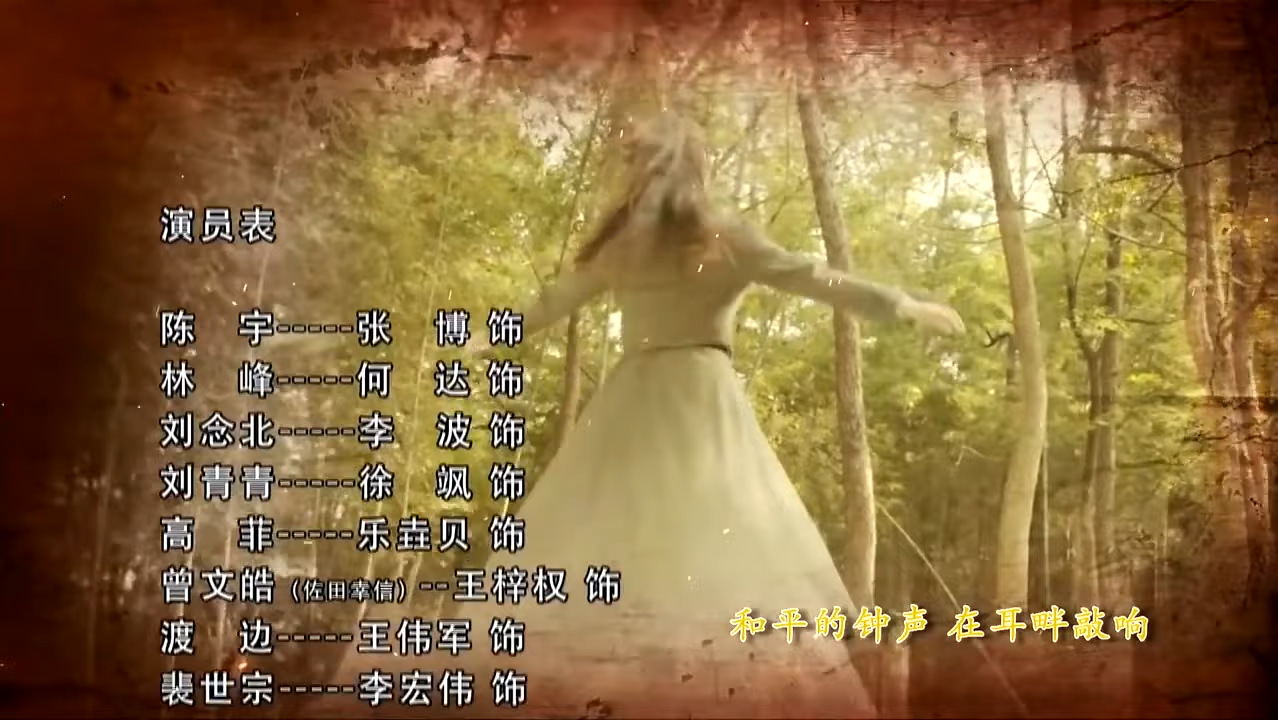 演员表
陈 宇-----张 博 饰
林 峰-----何 达 饰
刘念北-----李 波 饰
刘青青-----徐 飒 饰
高 菲-----乐垚贝 饰
曾文皓（佐田幸信）--王梓权 饰
渡 边-----王伟军 饰
裴世宗-----李宏伟 饰
和平的钟声 在耳畔敲响